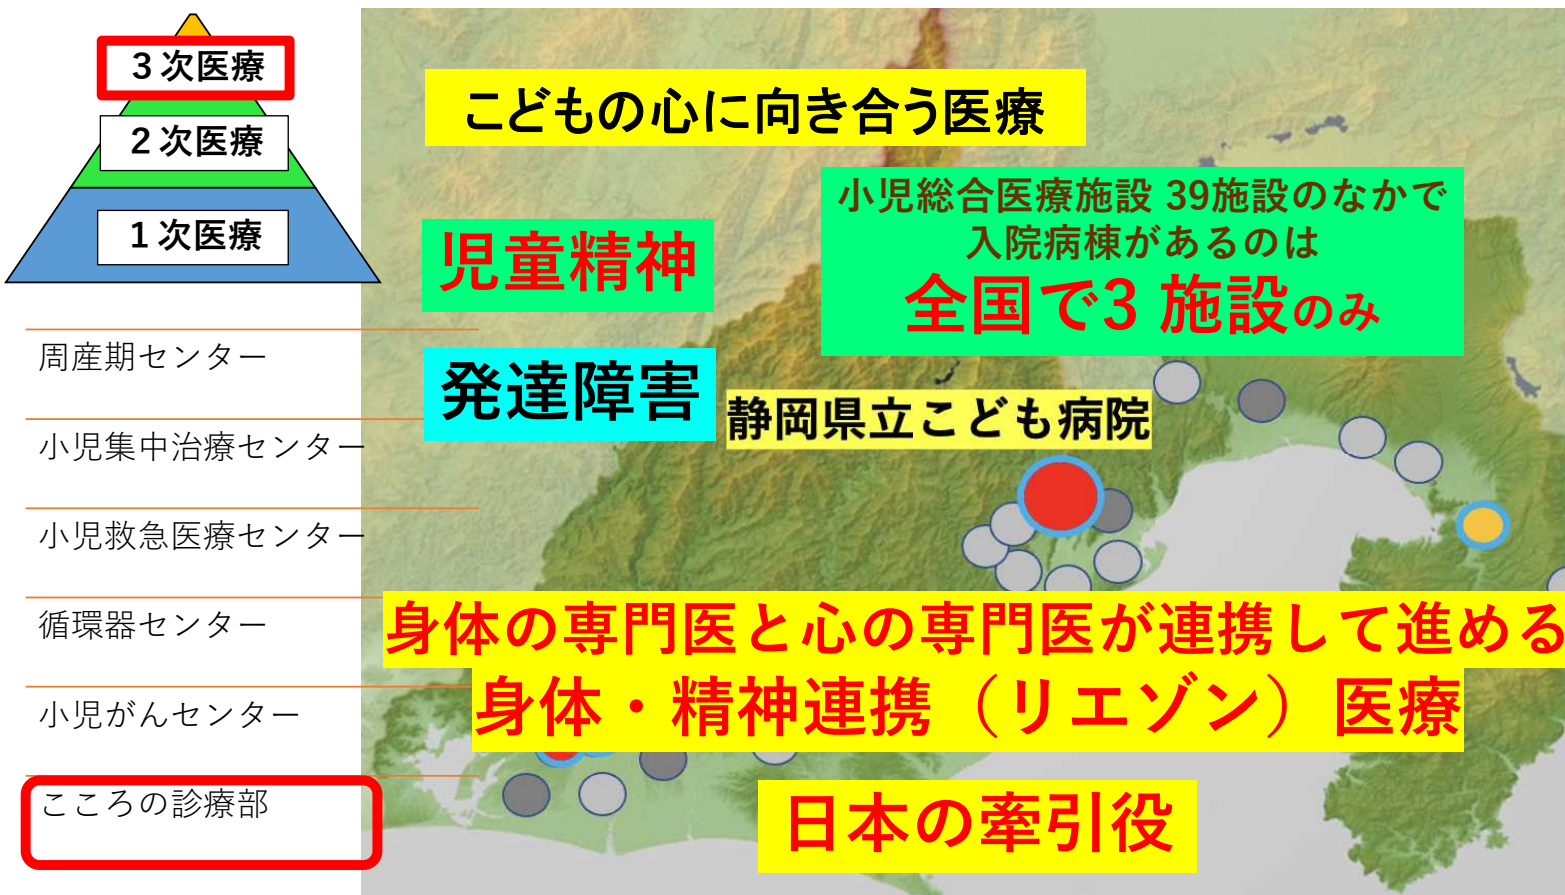 ３次医療
２次医療
１次医療
こどもの心に向き合う医療
小児総合医療施設 39施設のなかで
入院病棟があるのは
全国で3 施設のみ
児童精神
発達障害
静岡県立こども病院
周産期センター
小児集中治療センター
小児救急医療センター
循環器センター
小児がんセンター
こころの診療部
身体の専門医と心の専門医が連携して進める
身体・精神連携（リエゾン）医療
日本の牽引役